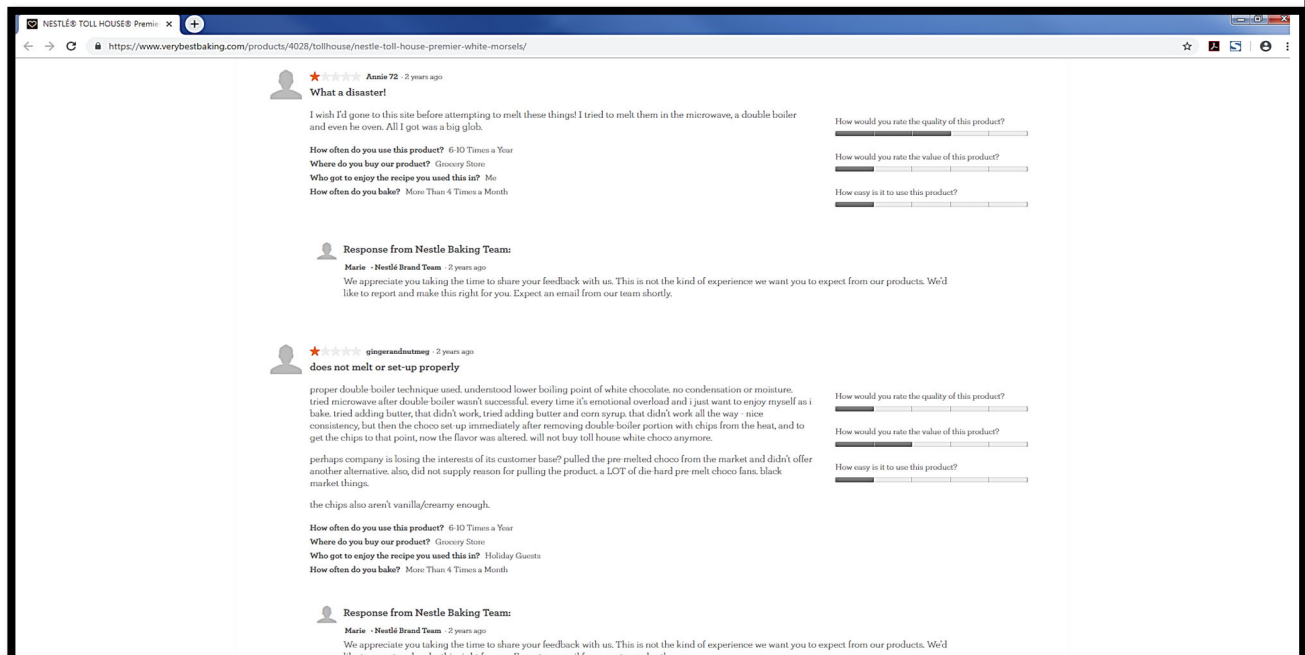 NESTLÉ® TOLL HOUSE® Premie
https://www.verybestbaking.com/products/4028/tollhouse/nestle-toll-house-premier-white-morsels/
Annie 72 · 2 years ago
What a disaster!
I wish I'd gone to this site before attempting to melt these things! I tried to melt them in the microwave, a double boiler
and even he oven. All I got was a big glob.
How often do you use this product? 6-10 Times a Year
Where do you buy our product? Grocery Store
Who got to enjoy the recipe you used this in? Me
How often do you bake? More Than 4 Times a Month
How would you rate the quality of this product?
How would you rate the value of this product?
How easy is it to use this product?
Response from Nestle Baking Team:
Marie · Nestlé Brand Team · 2 years ago
We appreciate you taking the time to share your feedback with us. This is not the kind of experience we want you to expect from our products. We'd
like to report and make this right for you. Expect an email from our team shortly.
gingerandnutmeg · 2 years ago
does not melt or set-up properly
proper double-boiler technique used. understood lower boiling point of white chocolate. no condensation or moisture.
tried microwave after double-boiler wasn't successful. every time it's emotional overload and i just want to enjoy myself as i
bake. tried adding butter, that didn't work, tried adding butter and corn syrup. that didn't work all the way - nice
consistency, but then the choco set-up immediately after removing double-boiler portion with chips from the heat, and to
get the chips to that point, now the flavor was altered. will not buy toll house white choco anymore.
perhaps company is losing the interests of its customer base? pulled the pre-melted choco from the market and didn't offer
another alternative. also, did not supply reason for pulling the product. a LOT of die-hard pre-melt choco fans. black
market things.
the chips also aren't vanilla/creamy enough.
How often do you use this product? 6-10 Times a Year
Where do you buy our product? Grocery Store
Who got to enjoy the recipe you used this in? Holiday Guests
How often do you bake? More Than 4 Times a Month
How would you rate the quality of this product?
How would you rate the value of this product?
How easy is it to use this product?
Response from Nestle Baking Team:
Marie · Nestlé Brand Team · 2 years ago
We appreciate you taking the time to share your feedback with us. This is not the kind of experience we want you to expect from our products. We'd